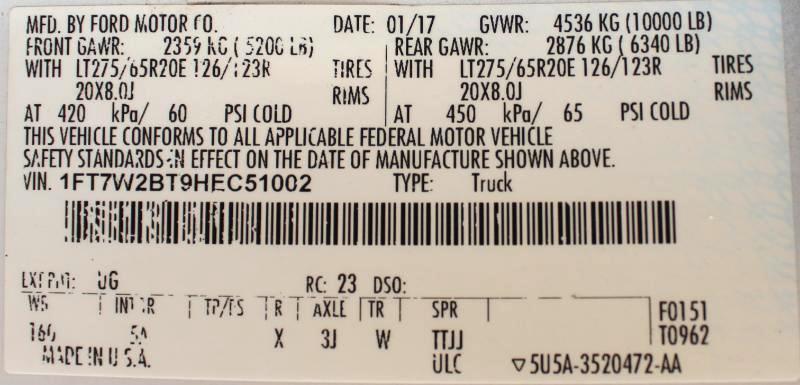 MFD. BY FORD MOTOR CO. DATE: 01/17 GVWR: 4536 KG (10000 LB)
FRONT GAWR: 2359 KG (5200 LB) REAR GAWR: 2876 KG (6340 LB)
WITH LT275/65R20E 126/123R TIRES WITH LT275/65R20E 126/123R TIRES
20X8.0J RIMS 20X8.0J RIMS
AT 420 kPa/ 60 PSI COLD AT 450 kPa/ 65 PSI COLD
THIS VEHICLE CONFORMS TO ALL APPLICABLE FEDERAL MOTOR VEHICLE
SAFETY STANDARDS IN EFFECT ON THE DATE OF MANUFACTURE SHOWN ABOVE.
VIN: 1FT7W2BT9HEC51002 TYPE: Truck
EXT PNT: UG RC: 23 DSO:
WB INT TR TP/PS R AXLE TR SPR F0151
160 X 3J W TTJJ T0962
MADE IN U.S.A. ULC ▽5U5A-3520472-AA